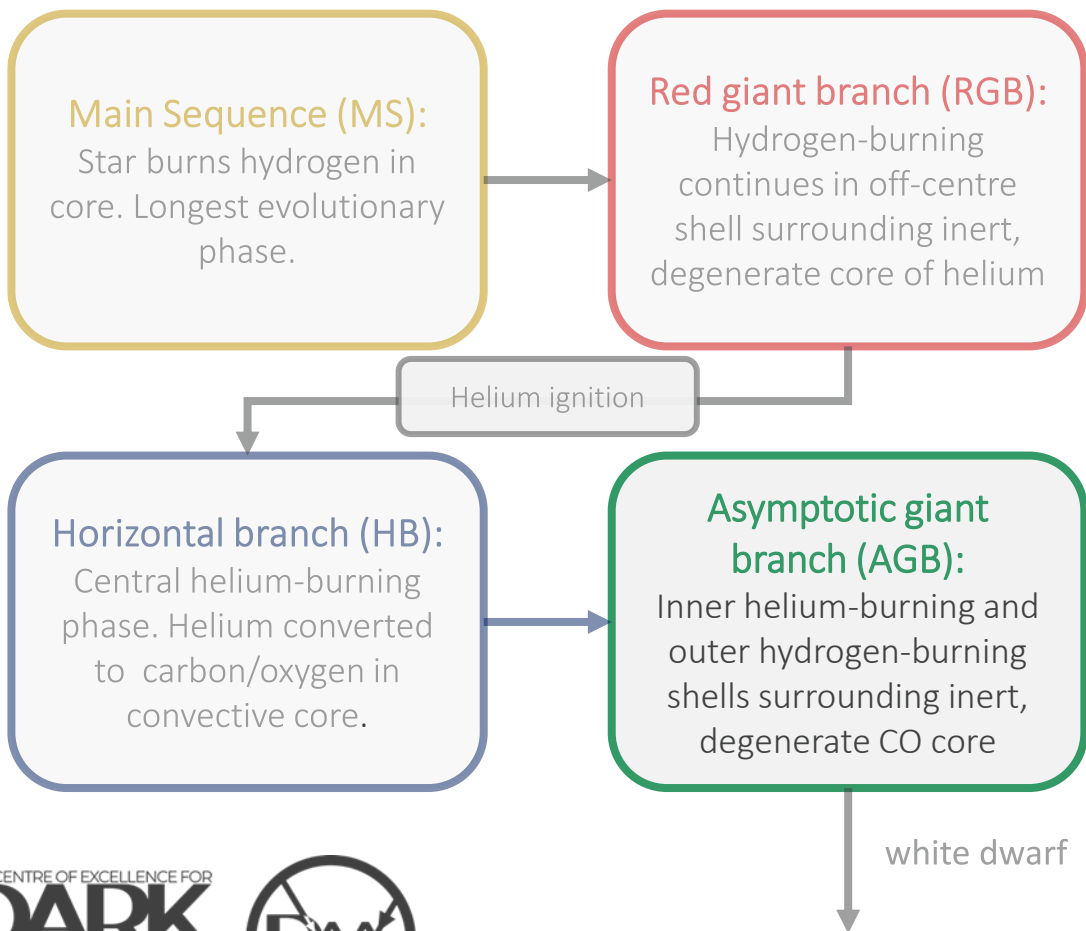 Main Sequence (MS):
Star burns hydrogen in
core. Longest evolutionary
phase.
Red giant branch (RGB):
Hydrogen-burning
continues in off-centre
shell surrounding inert,
degenerate core of helium
Helium ignition
Horizontal branch (HB):
Central helium-burning
phase. Helium converted
to carbon/oxygen in
convective core.
Asymptotic giant
branch (AGB):
Inner helium-burning and
outer hydrogen-burning
shells surrounding inert,
degenerate CO core
white dwarf
CENTRE OF EXCELLENCE FOR
DARK